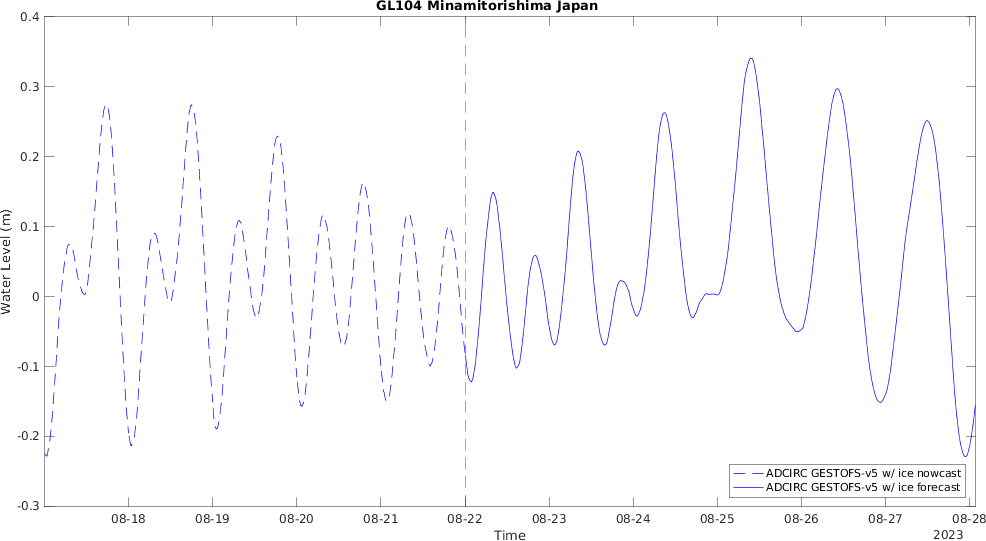 GL104 Minamitorishima Japan
Water Level (m)
0.4
0.3
0.2
0.1
0
-0.1
-0.2
-0.3
ADCIRC GESTOFS-v5 w/ ice nowcast
ADCIRC GESTOFS-v5 w/ ice forecast
08-18 08-19 08-20 08-21 08-22 08-23 08-24 08-25 08-26 08-27 08-28
Time
2023